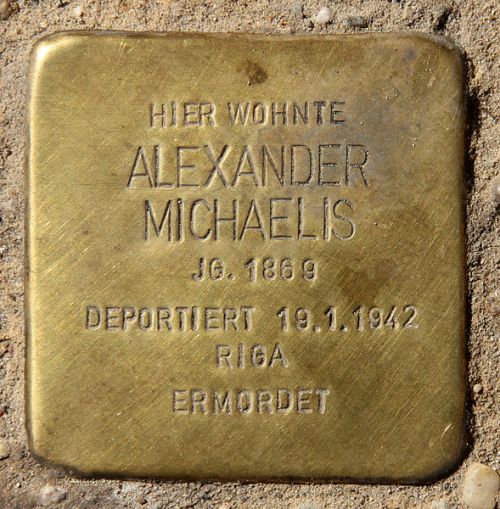 HIER WOHNTE
ALEXANDER
MICHAELIS
JG. 1869
DEPORTIERT 19.1.1942
RIGA
ERMORDET